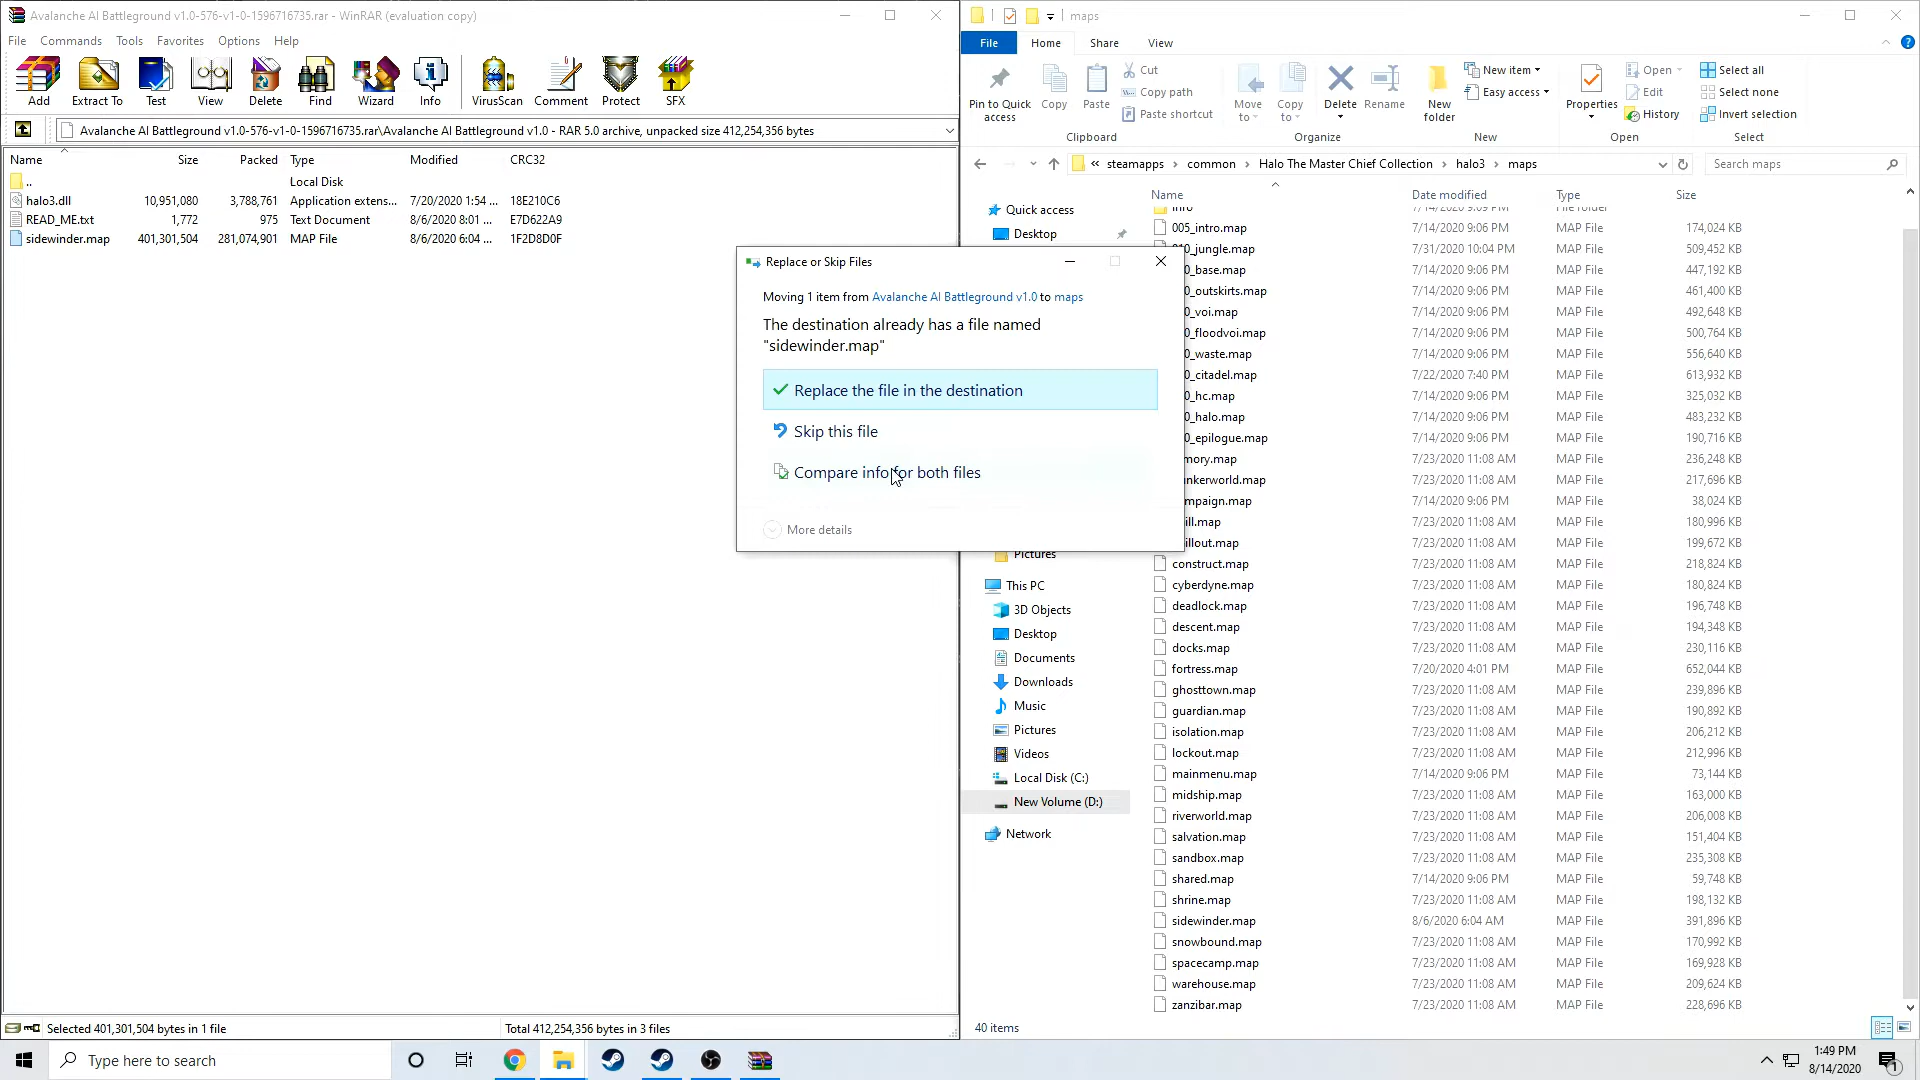 Avalanche AI Battleground v1.0-576-v1-0-1596716735.rar - WinRAR (evaluation copy)
File Commands Tools Favorites Options Help
Add Extract To Test View Delete Find Wizard Info VirusScan Comment Protect SFX
Avalanche AI Battleground v1.0-576-v1-0-1596716735.rar\Avalanche AI Battleground v1.0 - RAR 5.0 archive, unpacked size 412,254,356 bytes
Name Size Packed Type Modified CRC32
.. Local Disk
halo3.dll 10,951,080 3,788,761 Application extens... 7/20/2020 1:54 ... 18E210C6
READ_ME.txt 1,772 975 Text Document 8/6/2020 8:01 ... E7D622A9
sidewinder.map 401,301,504 281,074,901 MAP File 8/6/2020 6:04 ... 1F2D8D0F
Selected 401,301,504 bytes in 1 file
Total 412,254,356 bytes in 3 files
maps
File Home Share View
Pin to Quick access
Copy
Paste
Cut
Copy path
Paste shortcut
Clipboard
Move to
Copy to
Delete
Rename
Organize
New folder
New item
Easy access
New
Properties
Open
Edit
History
Open
Select all
Select none
Invert selection
Select
« steamapps > common > Halo The Master Chief Collection > halo3 > maps
Search maps
Quick access
Desktop
Pictures
This PC
3D Objects
Desktop
Documents
Downloads
Music
Pictures
Videos
Local Disk (C:)
New Volume (D:)
Network
Name Date modified Type Size
info 7/14/2020 9:09 PM File folder
005_intro.map 7/14/2020 9:06 PM MAP File 174,024 KB
0_jungle.map 7/31/2020 10:04 PM MAP File 509,452 KB
0_base.map 7/14/2020 9:06 PM MAP File 447,192 KB
0_outskirts.map 7/14/2020 9:06 PM MAP File 461,400 KB
0_voi.map 7/14/2020 9:06 PM MAP File 492,648 KB
0_floodvoi.map 7/14/2020 9:06 PM MAP File 500,764 KB
0_waste.map 7/14/2020 9:06 PM MAP File 556,640 KB
0_citadel.map 7/22/2020 7:40 PM MAP File 613,932 KB
0_hc.map 7/14/2020 9:06 PM MAP File 325,032 KB
0_halo.map 7/14/2020 9:06 PM MAP File 483,232 KB
0_epilogue.map 7/14/2020 9:06 PM MAP File 190,716 KB
mory.map 7/23/2020 11:08 AM MAP File 236,248 KB
nkerworld.map 7/23/2020 11:08 AM MAP File 217,696 KB
mpaign.map 7/14/2020 9:06 PM MAP File 38,024 KB
ill.map 7/23/2020 11:08 AM MAP File 180,996 KB
illout.map 7/23/2020 11:08 AM MAP File 199,672 KB
construct.map 7/23/2020 11:08 AM MAP File 218,824 KB
cyberdyne.map 7/23/2020 11:08 AM MAP File 180,824 KB
deadlock.map 7/23/2020 11:08 AM MAP File 196,748 KB
descent.map 7/23/2020 11:08 AM MAP File 194,348 KB
docks.map 7/23/2020 11:08 AM MAP File 230,116 KB
fortress.map 7/20/2020 4:01 PM MAP File 652,044 KB
ghosttown.map 7/23/2020 11:08 AM MAP File 239,896 KB
guardian.map 7/23/2020 11:08 AM MAP File 190,892 KB
isolation.map 7/23/2020 11:08 AM MAP File 206,212 KB
lockout.map 7/23/2020 11:08 AM MAP File 212,996 KB
mainmenu.map 7/14/2020 9:06 PM MAP File 73,144 KB
midship.map 7/23/2020 11:08 AM MAP File 163,000 KB
riverworld.map 7/23/2020 11:08 AM MAP File 206,008 KB
salvation.map 7/23/2020 11:08 AM MAP File 151,404 KB
sandbox.map 7/23/2020 11:08 AM MAP File 235,308 KB
shared.map 7/14/2020 9:06 PM MAP File 59,748 KB
shrine.map 7/23/2020 11:08 AM MAP File 198,132 KB
sidewinder.map 8/6/2020 6:04 AM MAP File 391,896 KB
snowbound.map 7/23/2020 11:08 AM MAP File 170,992 KB
spacecamp.map 7/23/2020 11:08 AM MAP File 169,928 KB
warehouse.map 7/23/2020 11:08 AM MAP File 209,624 KB
zanzibar.map 7/23/2020 11:08 AM MAP File 228,696 KB
40 items
Replace or Skip Files
Moving 1 item from Avalanche AI Battleground v1.0 to maps
The destination already has a file named
"sidewinder.map"
Replace the file in the destination
Skip this file
Compare info for both files
More details
Type here to search
1:49 PM
8/14/2020
1